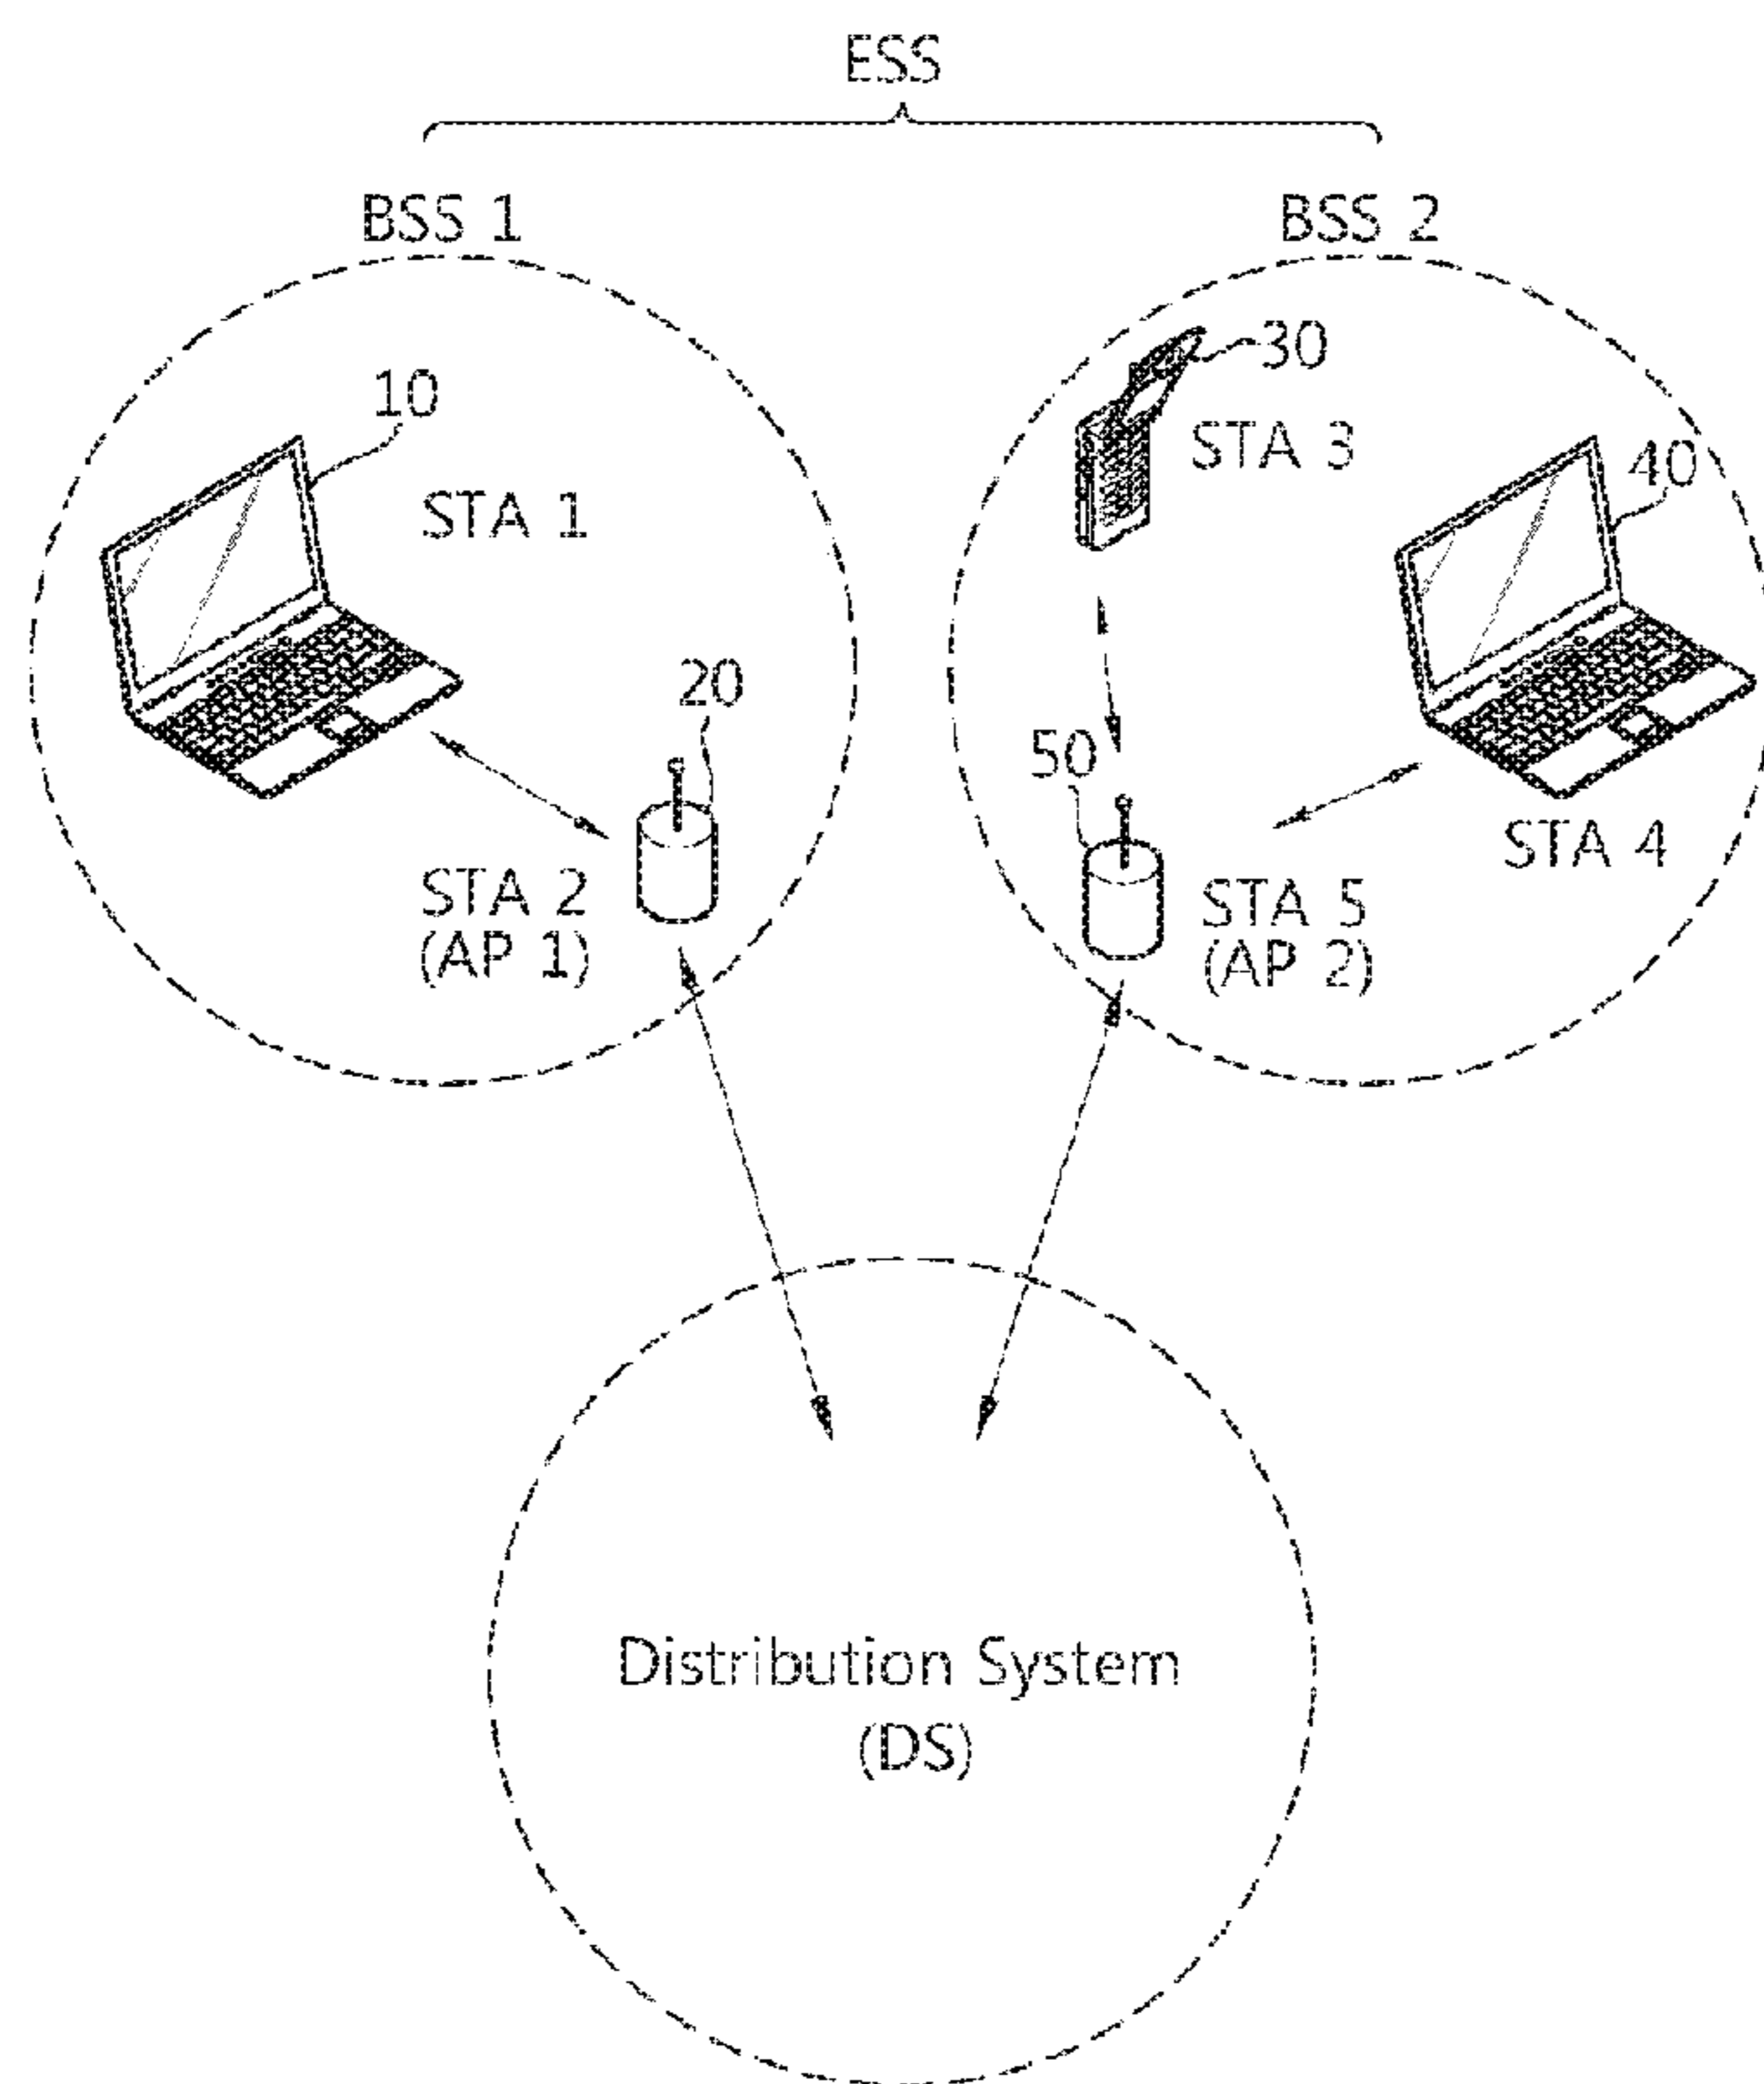 ESS
BSS 1
BSS 2
10
STA 1
20
STA 2
(AP 1)
30
STA 3
40
STA 4
50
STA 5
(AP 2)
Distribution System
(DS)